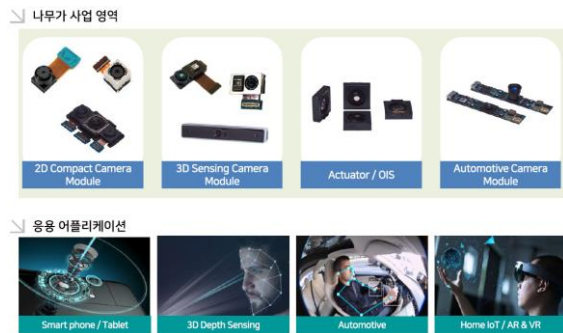 나무가 사업 영역
2D Compact Camera
Module
3D Sensing Camera
Module
Actuator / OIS
Automotive Camera
Module
응용 어플리케이션
Smart phone / Tablet
3D Depth Sensing
Automotive
Home IoT / AR & VR